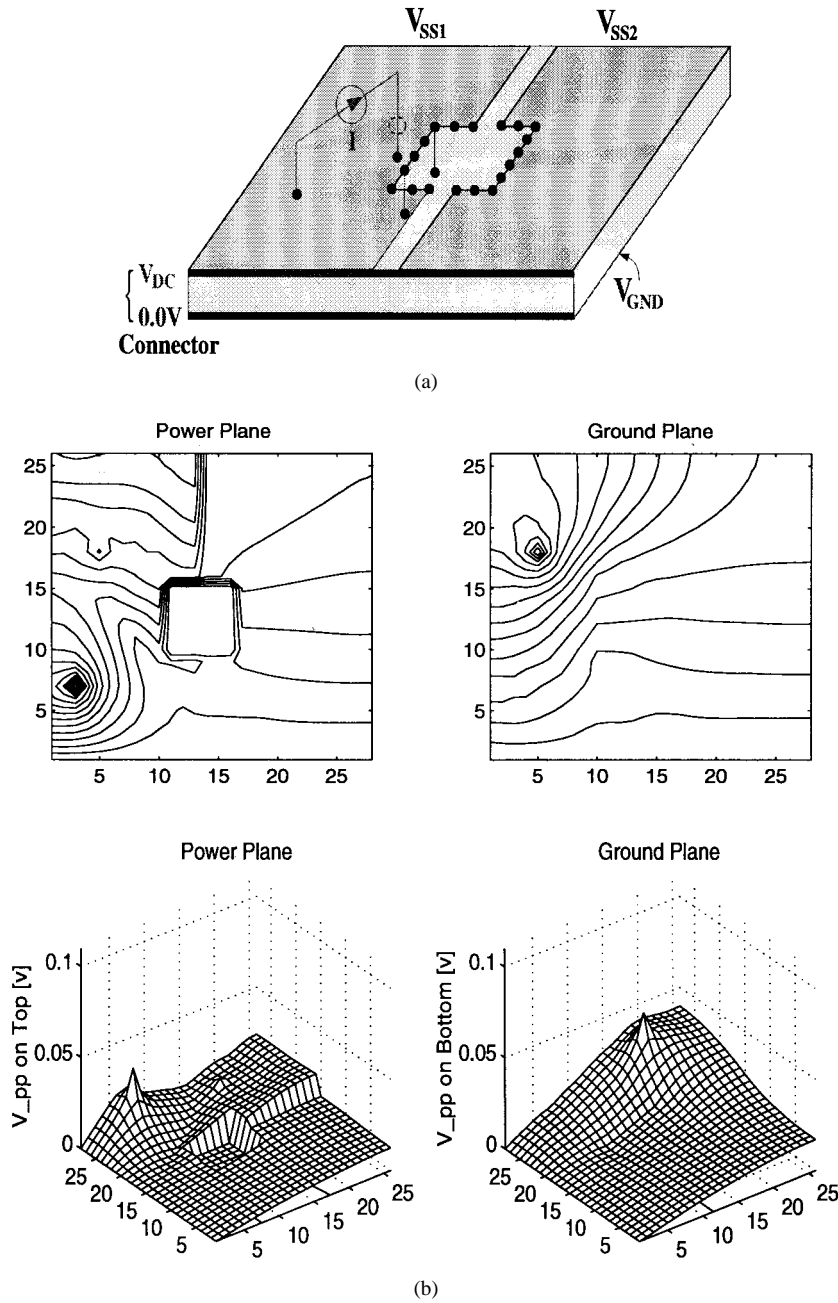 V_SS1 V_SS2
I
V_DC
0.0V
Connector
V_GND
(a)
Power Plane Ground Plane
25 25
20 20
15 15
10 10
5 5
5 10 15 20 25 5 10 15 20 25
Power Plane Ground Plane
V_pp on Top [v] V_pp on Bottom [v]
0.1 0.1
0.05 0.05
0 0
25 20 15 10 5 5 10 15 20 25 25 20 15 10 5 5 10 15 20 25
(b)